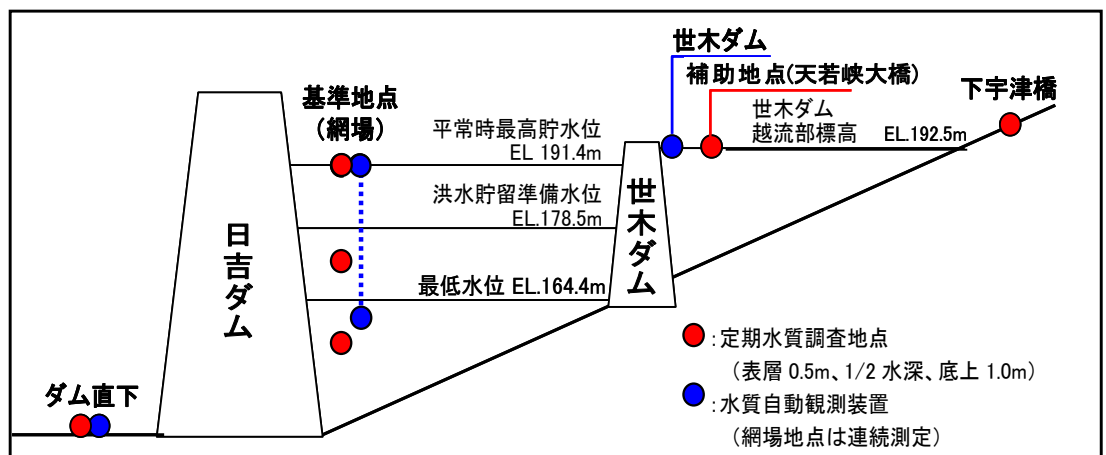 世木ダム
補助地点(天若峡大橋)
下宇津橋
基準地点
(網場)
平常時最高貯水位
EL 191.4m
世木ダム
越流部標高
EL.192.5m
洪水貯留準備水位
EL.178.5m
世木ダム
日吉ダム
最低水位 EL.164.4m
:定期水質調査地点
(表層 0.5m、1/2 水深、底上 1.0m)
:水質自動観測装置
(網場地点は連続測定)
ダム直下